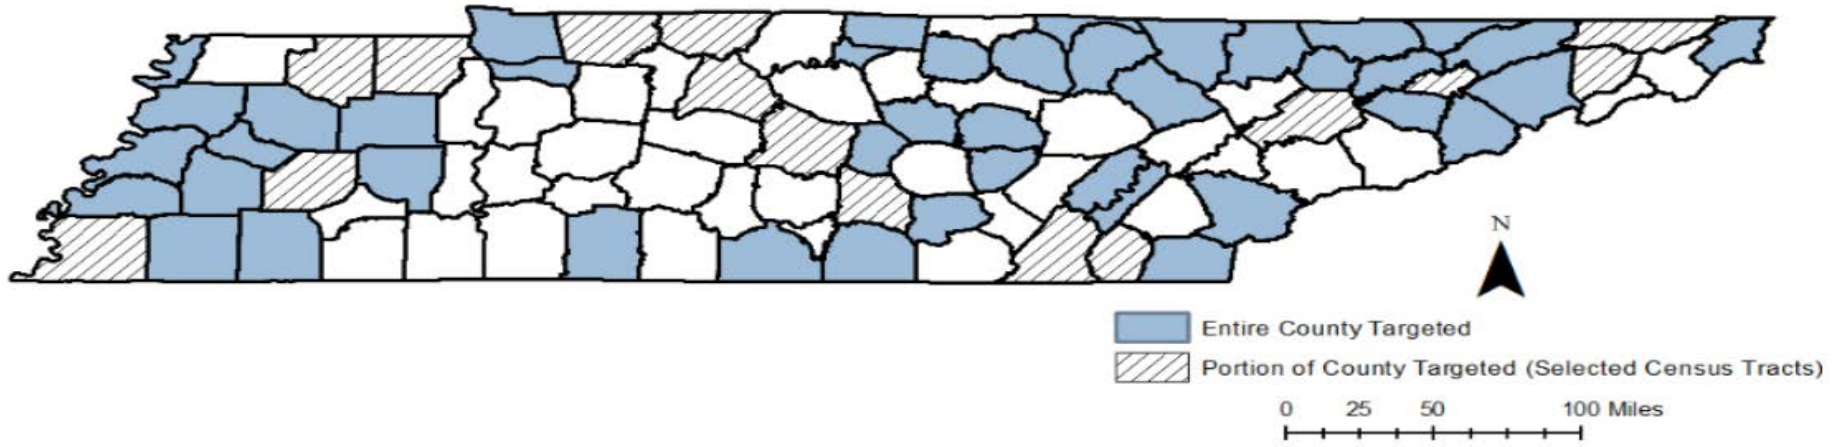 N
Entire County Targeted
Portion of County Targeted (Selected Census Tracts)
0 25 50 100 Miles